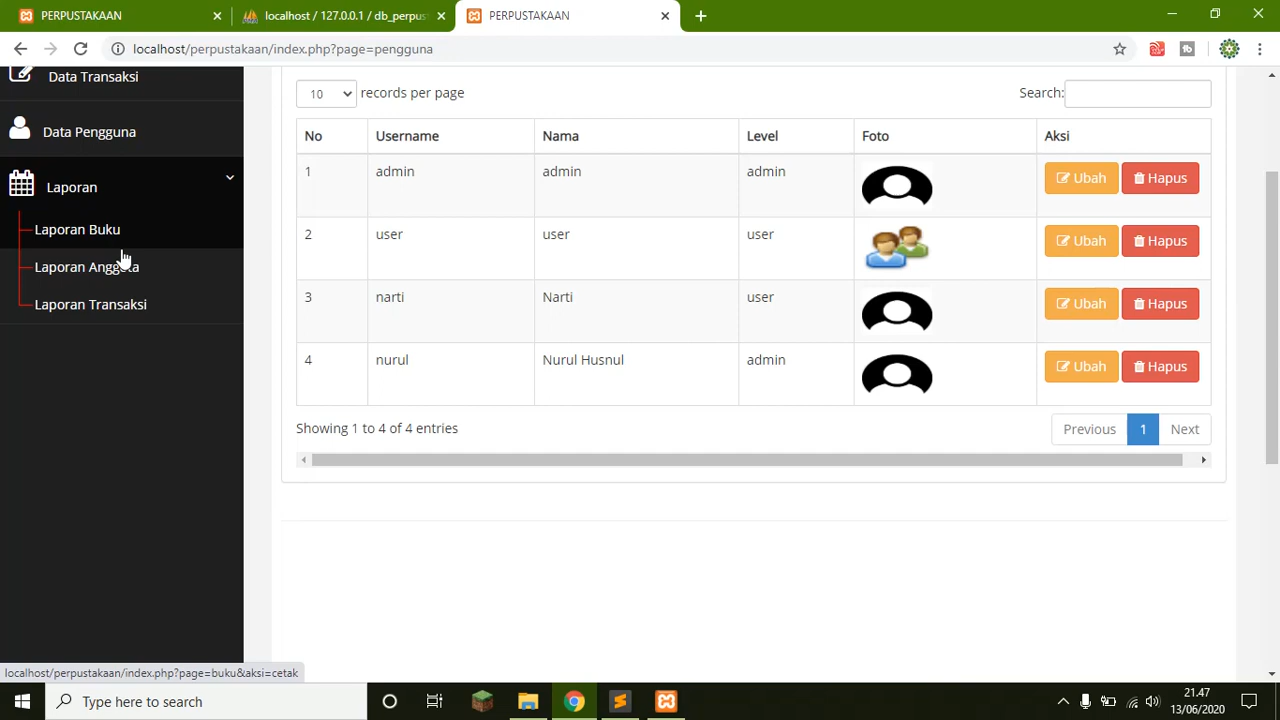 PERPUSTAKAAN
localhost / 127.0.0.1 / db_perpust
PERPUSTAKAAN
localhost/perpustakaan/index.php?page=pengguna
Data Transaksi
Data Pengguna
Laporan
Laporan Buku
Laporan Anggota
Laporan Transaksi
10 records per page
Search:
No Username Nama Level Foto Aksi
1 admin admin admin Ubah Hapus
2 user user user Ubah Hapus
3 narti Narti user Ubah Hapus
4 nurul Nurul Husnul admin Ubah Hapus
Showing 1 to 4 of 4 entries
Previous 1 Next
localhost/perpustakaan/index.php?page=buku&aksi=cetak
Type here to search
21.47
13/06/2020